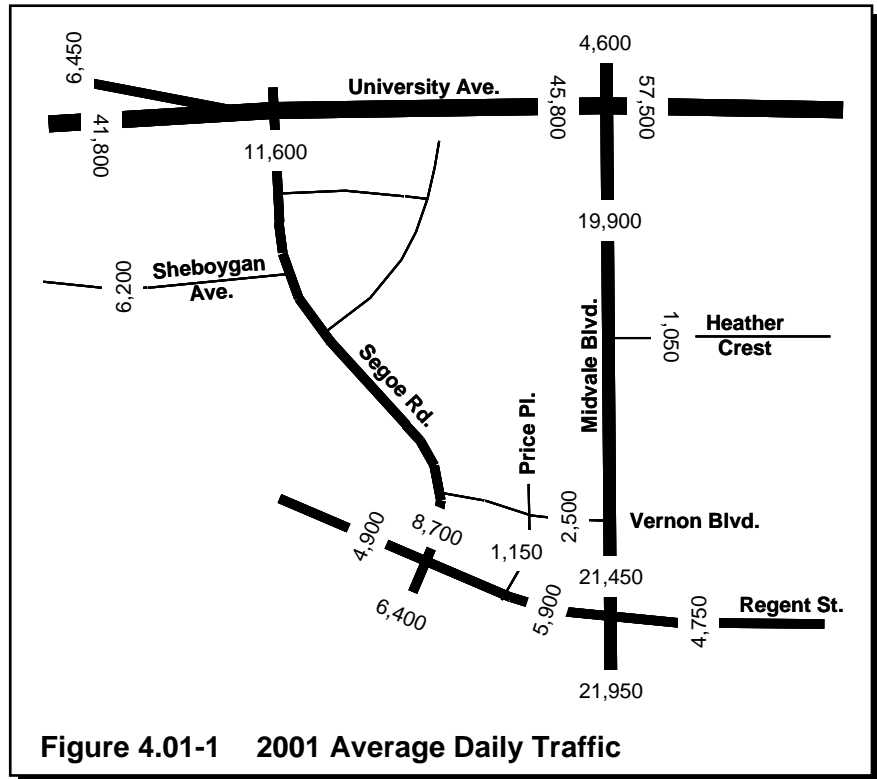 4,600
6,450
University Ave.
45,800
57,500
41,800
11,600
19,900
Sheboygan
Ave.
6,200
Midvale Blvd.
1,050
Heather
Crest
Segoe Rd.
Price Pl.
2,500
Vernon Blvd.
4,900
8,700
1,150
21,450
6,400
5,900
4,750
Regent St.
21,950
Figure 4.01-1 2001 Average Daily Traffic